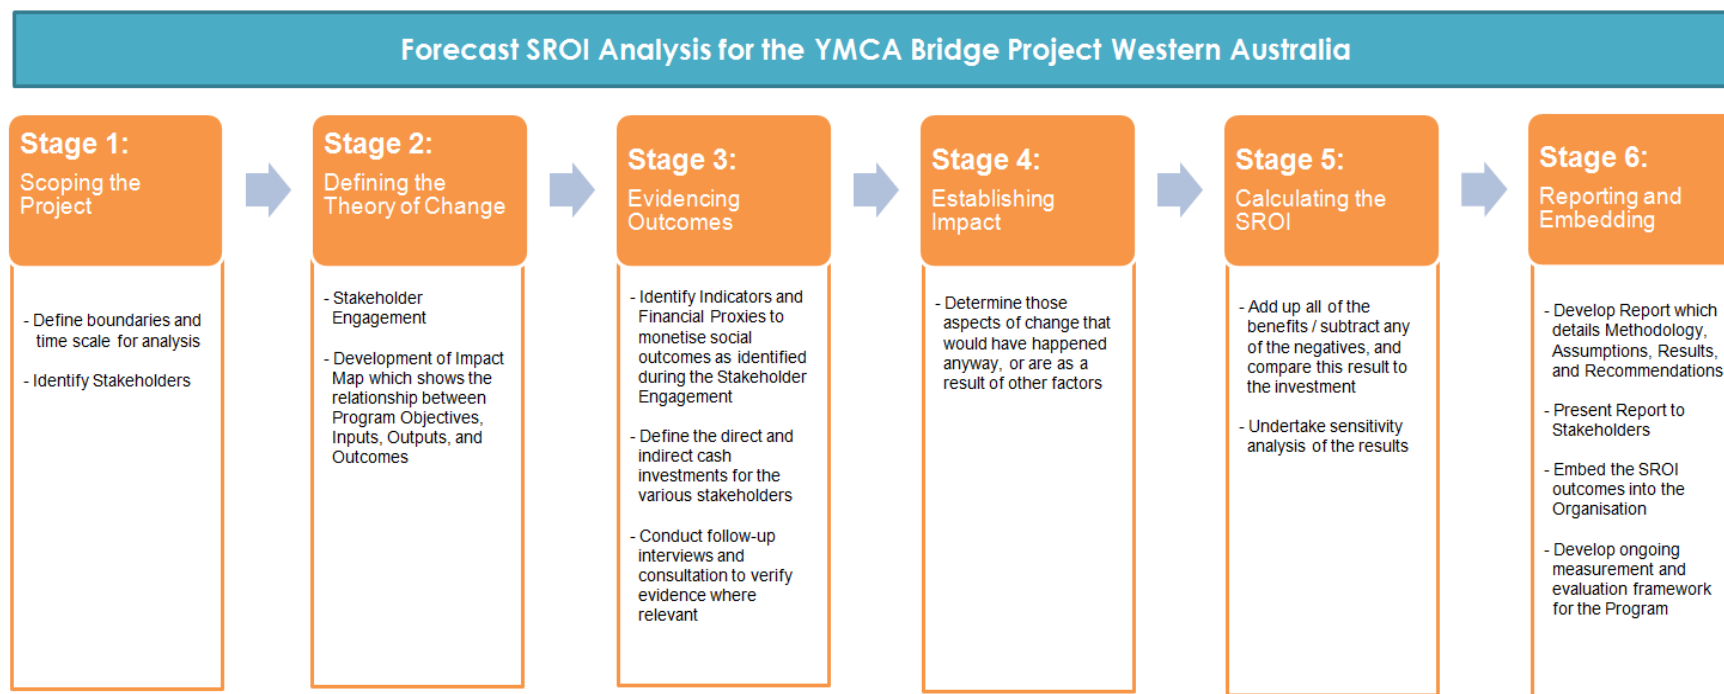 Forecast SROI Analysis for the YMCA Bridge Project Western Australia
Stage 1:
Scoping the
Project
- Define boundaries and
time scale for analysis
- Identify Stakeholders
Stage 2:
Defining the
Theory of Change
- Stakeholder
Engagement
- Development of Impact
Map which shows the
relationship between
Program Objectives,
Inputs, Outputs, and
Outcomes
Stage 3:
Evidencing
Outcomes
- Identify Indicators and
Financial Proxies to
monetise social
outcomes as identified
during the Stakeholder
Engagement
- Define the direct and
indirect cash
investments for the
various stakeholders
- Conduct follow-up
interviews and
consultation to verify
evidence where
relevant
Stage 4:
Establishing
Impact
- Determine those
aspects of change that
would have happened
anyway, or are as a
result of other factors
Stage 5:
Calculating the
SROI
- Add up all of the
benefits / subtract any
of the negatives, and
compare this result to
the investment
- Undertake sensitivity
analysis of the results
Stage 6:
Reporting and
Embedding
- Develop Report which
details Methodology,
Assumptions, Results,
and Recommendations
- Present Report to
Stakeholders
- Embed the SROI
outcomes into the
Organisation
- Develop ongoing
measurement and
evaluation framework
for the Program